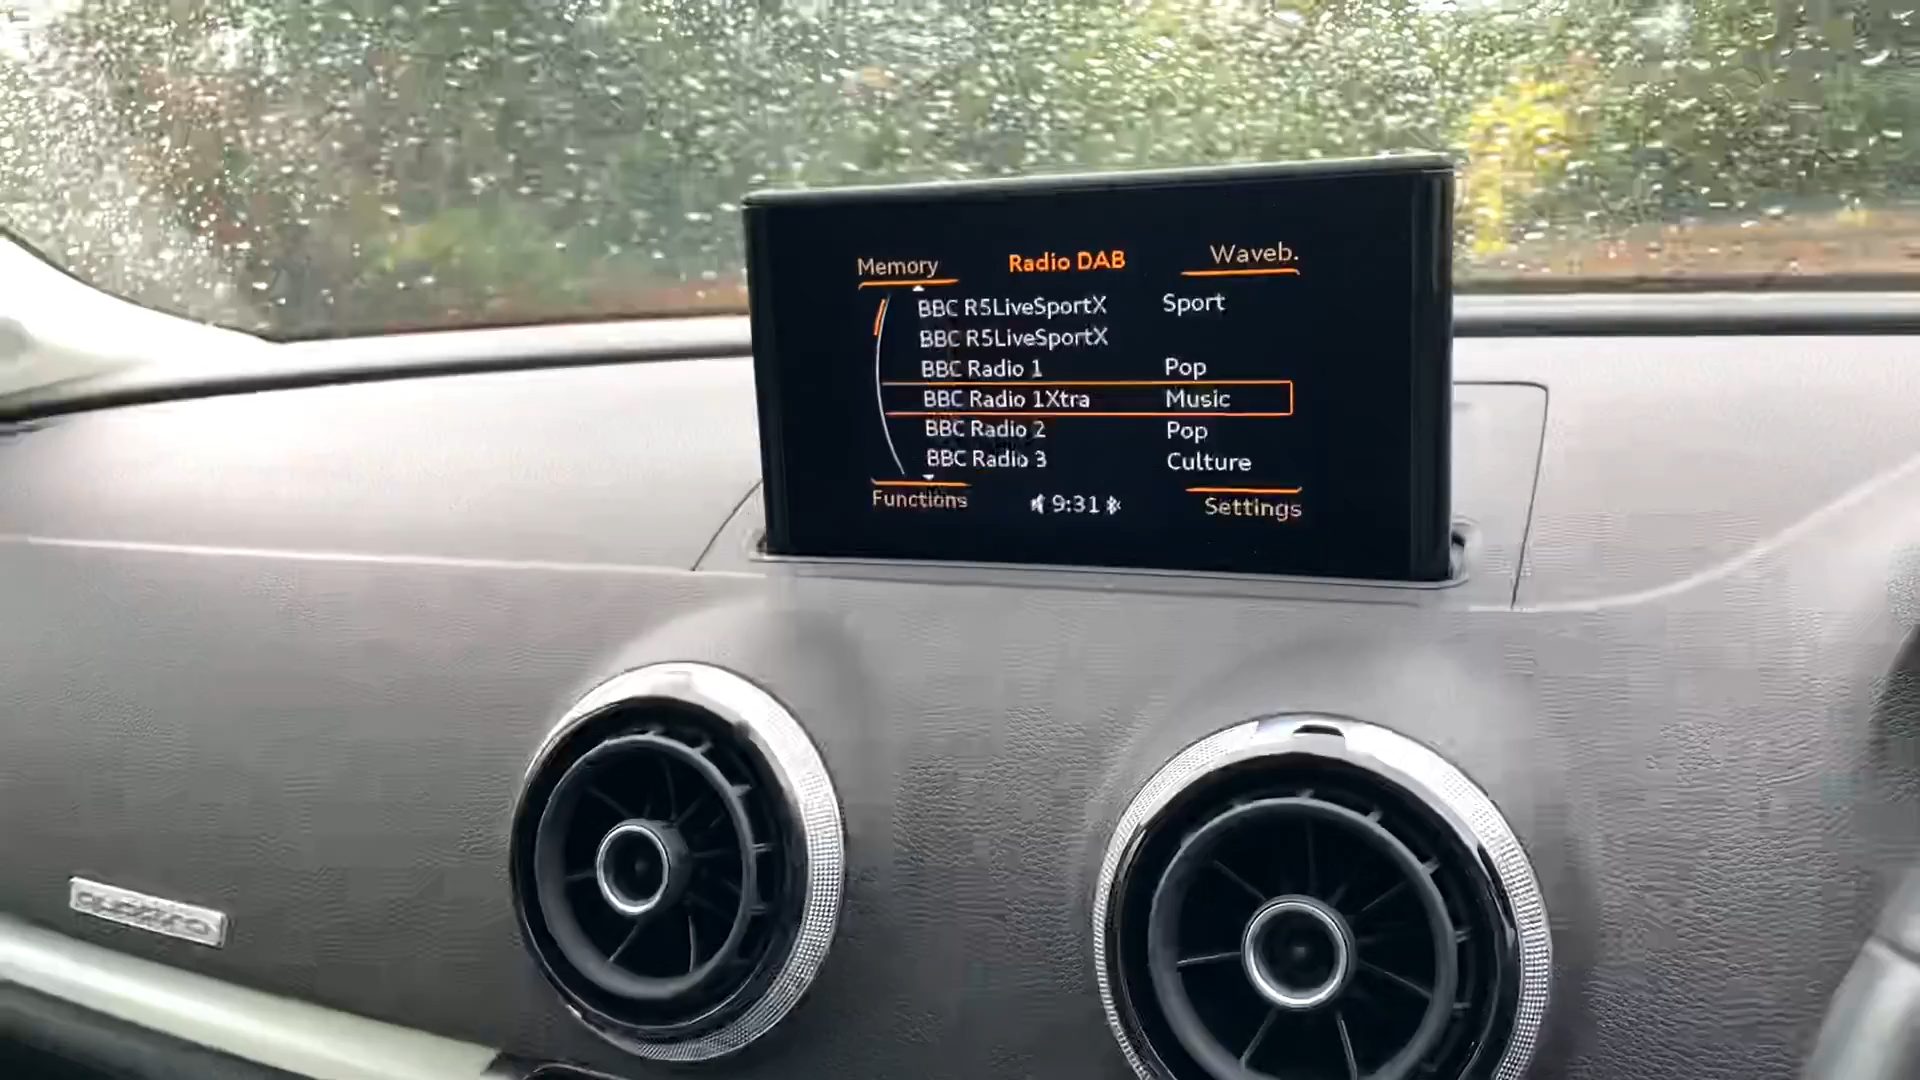 Memory Radio DAB Waveb.
BBC R5LiveSportX Sport
BBC R5LiveSportX
BBC Radio 1 Pop
BBC Radio 1Xtra Music
BBC Radio 2 Pop
BBC Radio 3 Culture
Functions 9:31 Settings
quattro